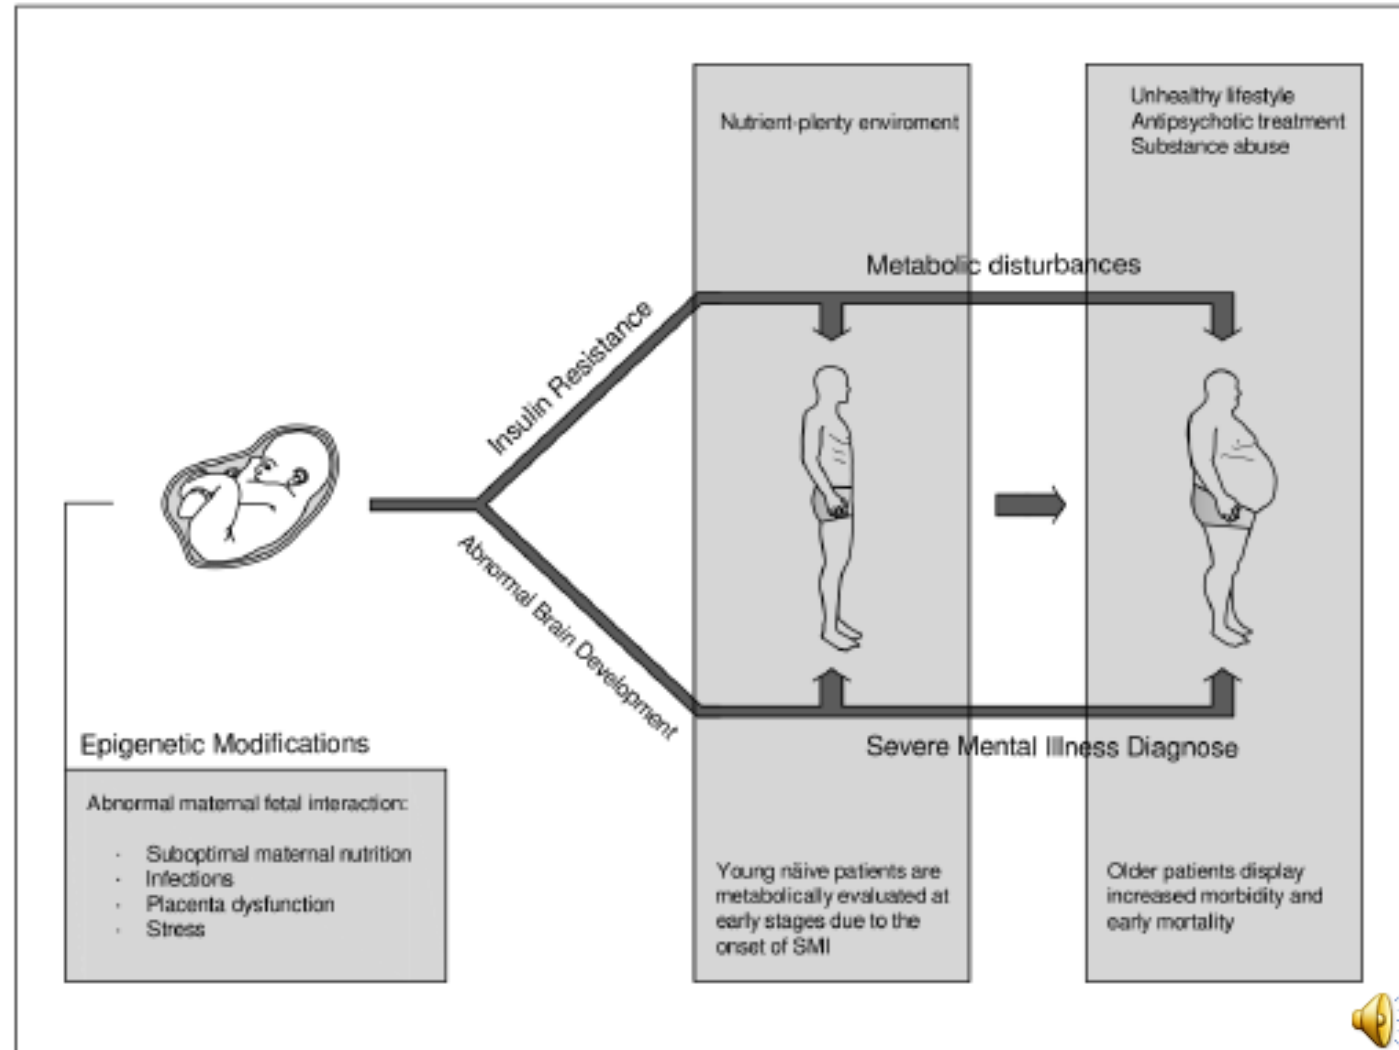 Nutrient-plenty enviroment
Unhealthy lifestyle
Antipsychotic treatment
Substance abuse
Metabolic disturbances
Insulin Resistance
Abnormal Brain Development
Severe Mental Illness Diagnose
Epigenetic Modifications
Abnormal maternal fetal interaction:
· Suboptimal maternal nutrition
· Infections
· Placenta dysfunction
· Stress
Young näive patients are
metabolically evaluated at
early stages due to the
onset of SMI
Older patients display
increased morbidity and
early mortality